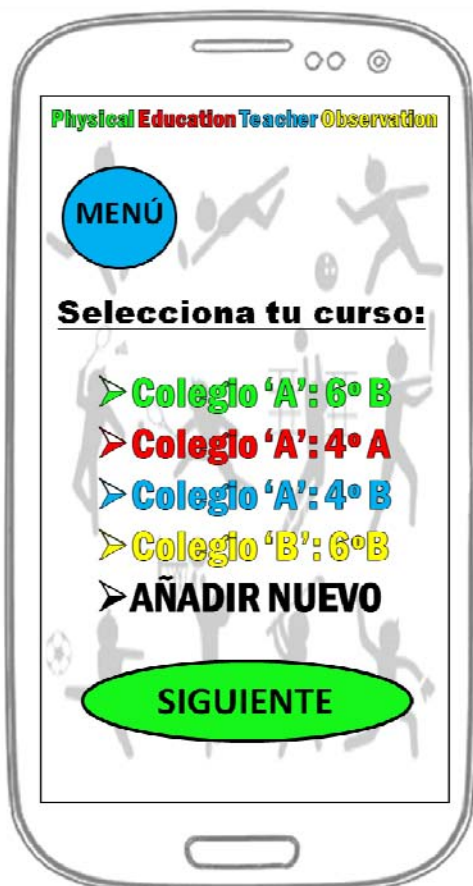 Physical Education Teacher Observation
MENÚ
Selecciona tu curso:
Colegio ‘A’: 6º B
Colegio ‘A’: 4º A
Colegio ‘A’: 4º B
Colegio ‘B’: 6ºB
AÑADIR NUEVO
SIGUIENTE